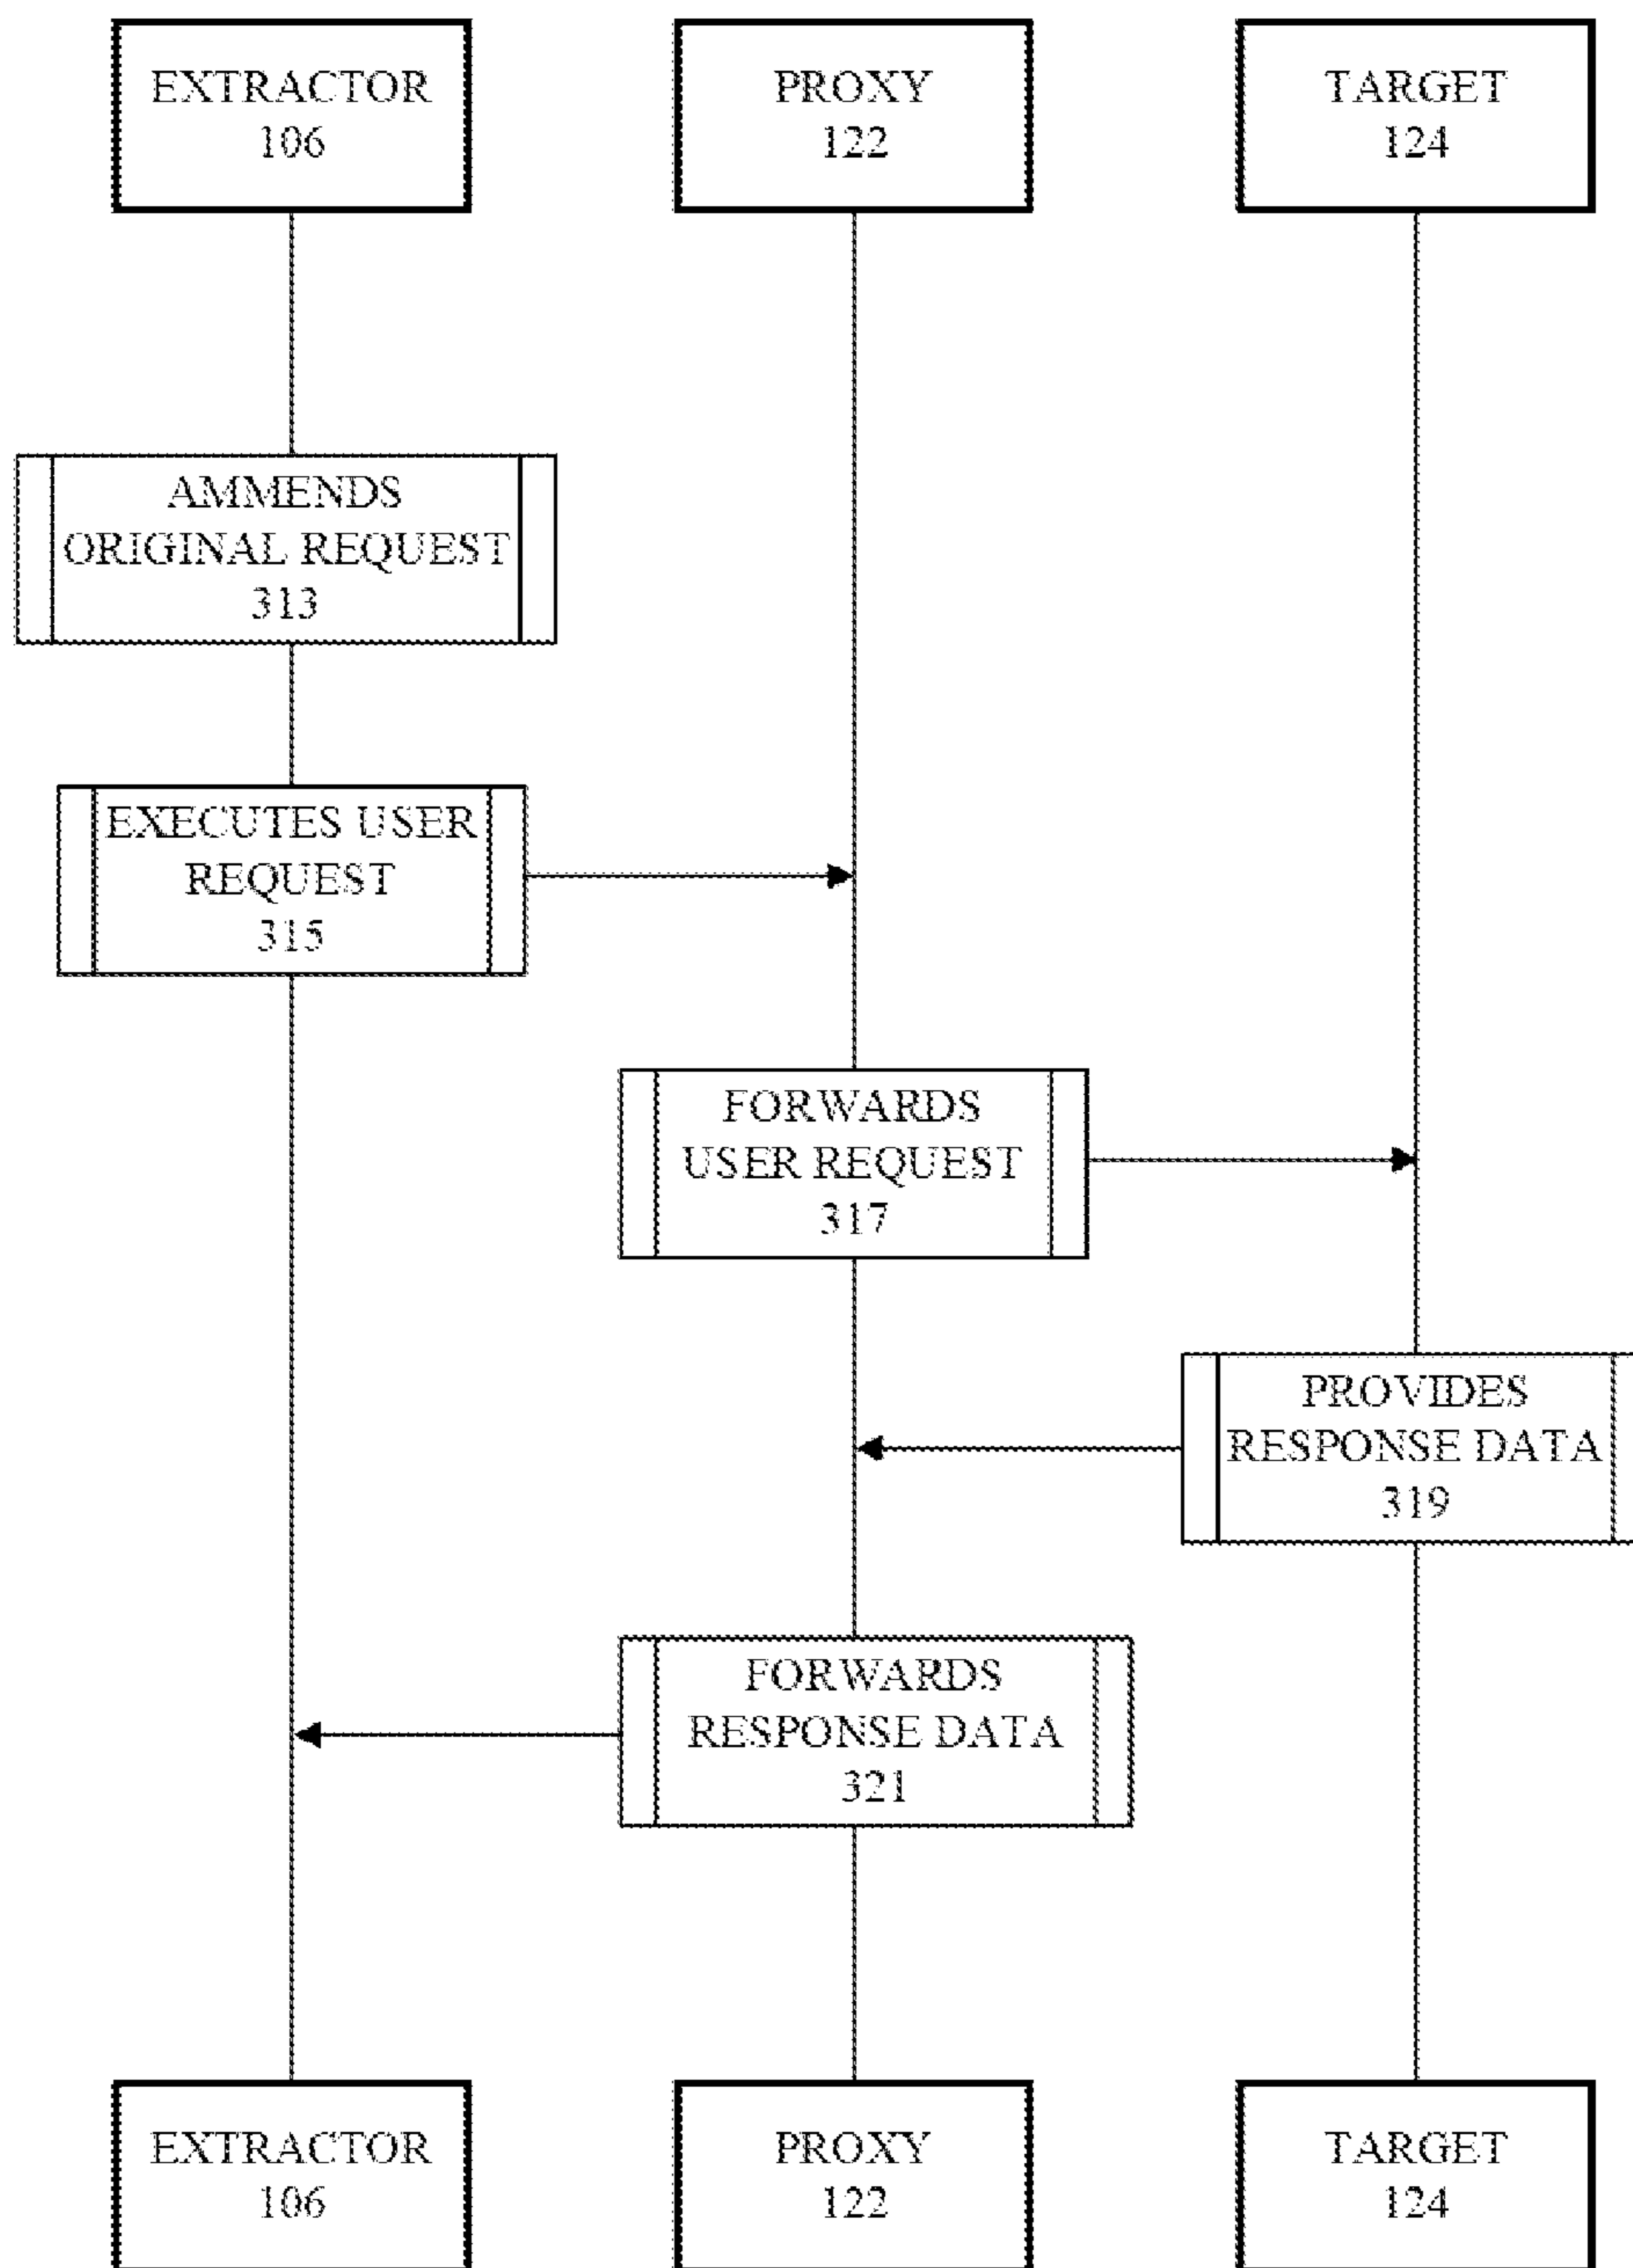 EXTRACTOR
106
PROXY
122
TARGET
124
AMMENDS
ORIGINAL REQUEST
313
EXECUTES USER
REQUEST
315
FORWARDS
USER REQUEST
317
PROVIDES
RESPONSE DATA
319
FORWARDS
RESPONSE DATA
321
EXTRACTOR
106
PROXY
122
TARGET
124